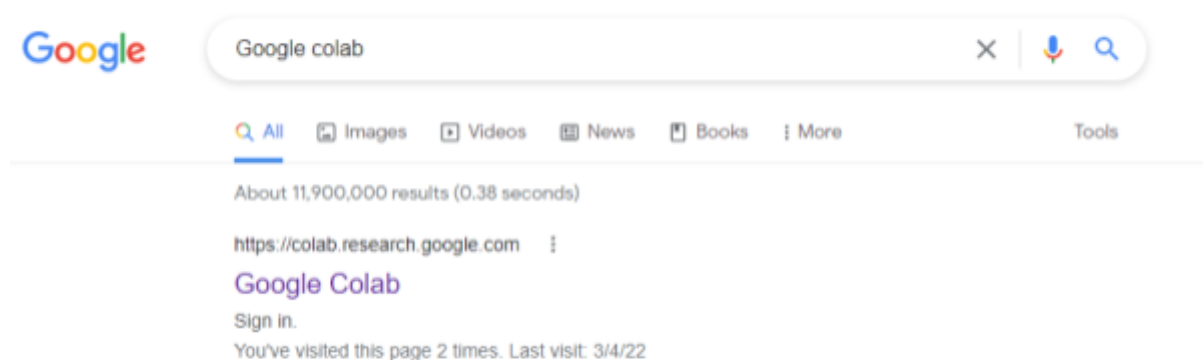 Google Google colab
All Images Videos News Books More Tools
About 11,900,000 results (0.38 seconds)
https://colab.research.google.com
Google Colab
Sign in.
You've visited this page 2 times. Last visit: 3/4/22